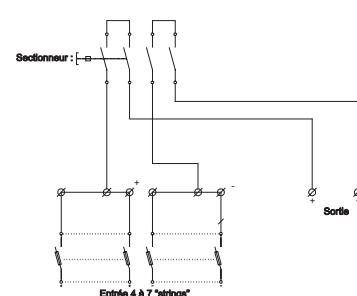 Sectionneur :
+
-
+
Sortie
Entrée 4 à 7 "strings"